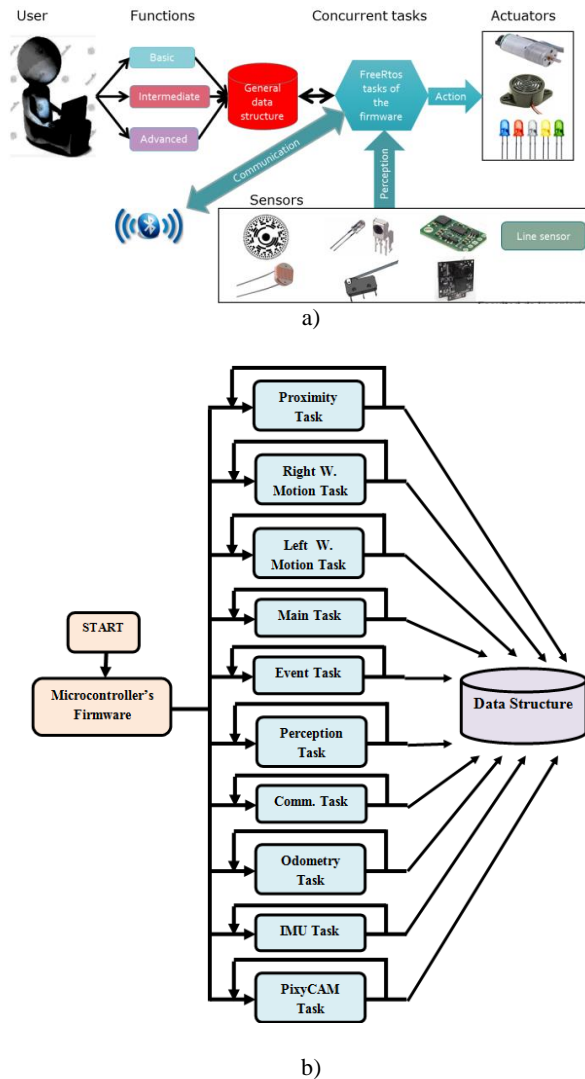 User
Functions
Concurrent tasks
Actuators
Basic
Intermediate
Advanced
General
data
structure
FreeRtos
tasks of
the
firmware
Action
Communication
Perception
Sensors
Line sensor
a)
Proximity
Task
Right W.
Motion Task
Left W.
Motion Task
Main Task
START
Event Task
Microcontroller's
Firmware
Data Structure
Perception
Task
Comm. Task
Odometry
Task
IMU Task
PixyCAM
Task
b)